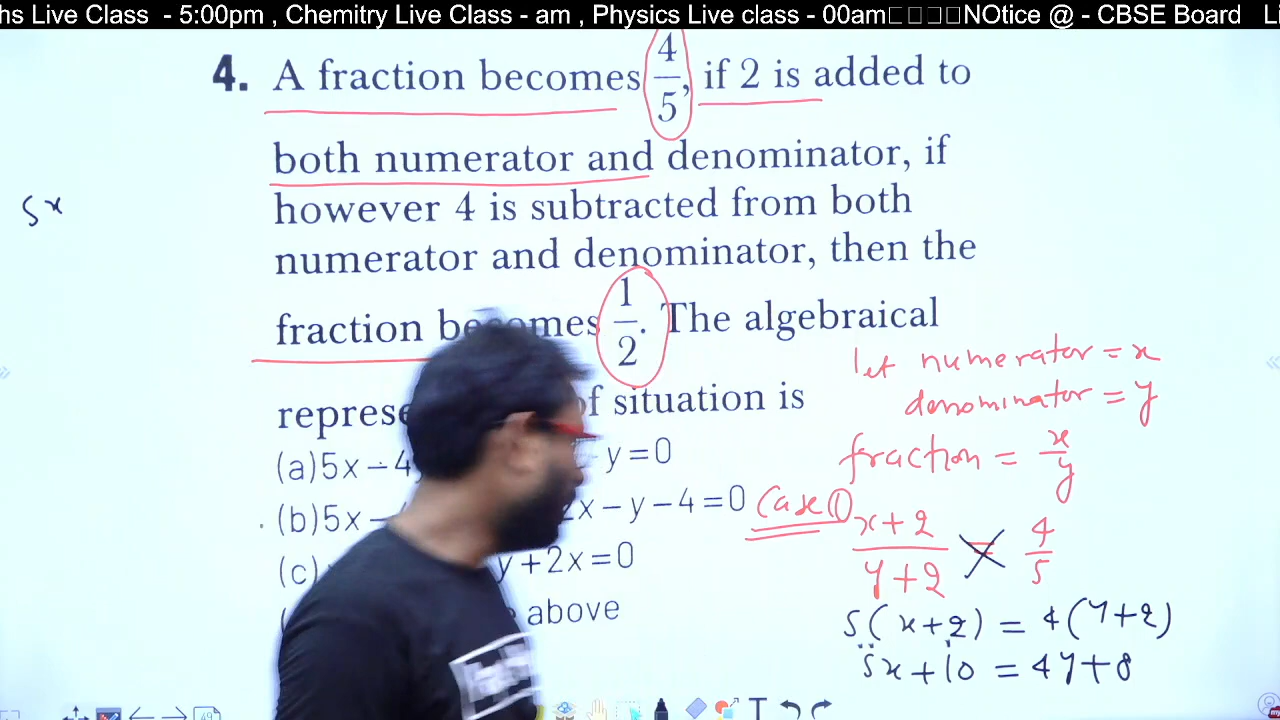 hs Live Class - 5:00pm , Chemitry Live Class - am , Physics Live class - 00am□□□□NOtice @ - CBSE Board Li
4. A fraction becomes 4/5, if 2 is added to
both numerator and denominator, if
however 4 is subtracted from both
numerator and denominator, then the
fraction becomes 1/2. The algebraical
of situation is
(a) 5x - 4 y = 0
(b) 5x - 2x - y - 4 = 0
(c) y + 2x = 0
above
5x
let numerator = x
denominator = y
fraction = x/y
Case ①
x+2/y+2 = 4/5
5(x+2) = 4(y+2)
5x+10 = 4y+8
T